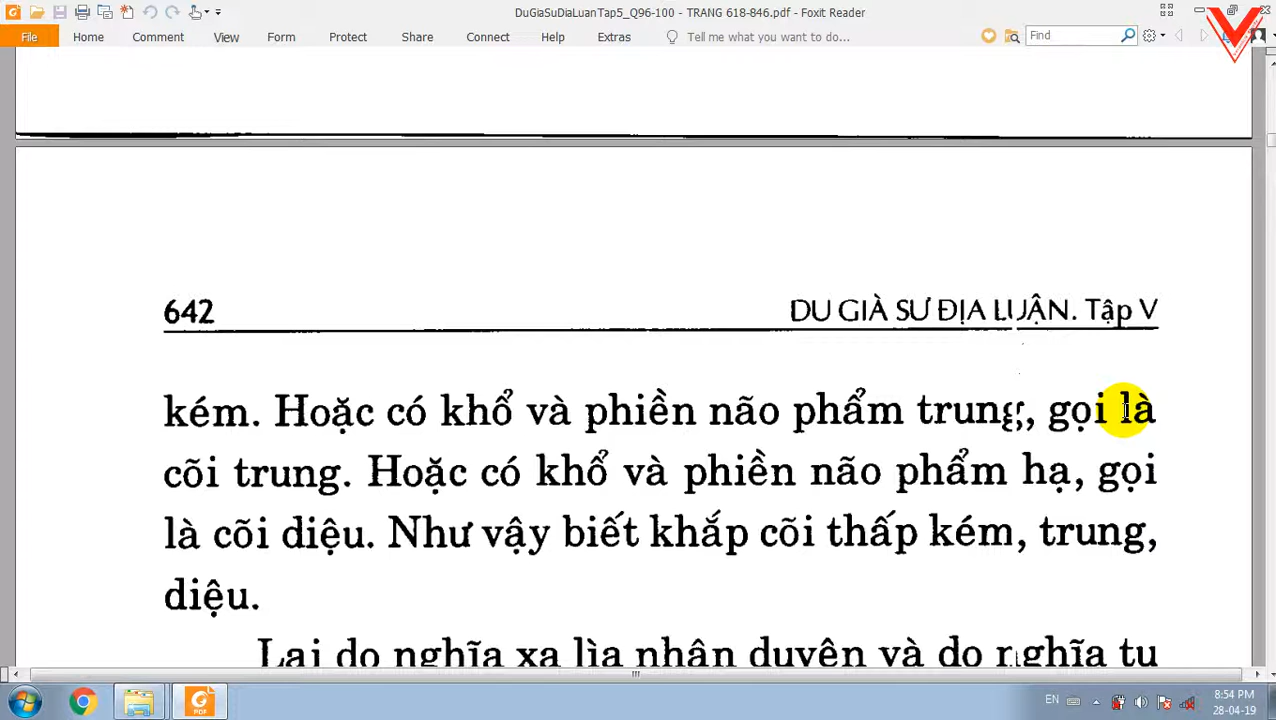 DuGiaSuDiaLuanTap5_Q96-100 - TRANG 618-846.pdf - Foxit Reader
File Home Comment View Form Protect Share Connect Help Extras Tell me what you want to do... Find
642 DU GIÀ SƯ ĐỊA LUẬN. Tập V
kém. Hoặc có khổ và phiền não phẩm trung, gọi là
cõi trung. Hoặc có khổ và phiền não phẩm hạ, gọi
là cõi diệu. Như vậy biết khắp cõi thấp kém, trung,
diệu.
Lại do nghĩa xa lìa nhân duyên và do nghĩa tu
EN 8:54 PM
28-04-19